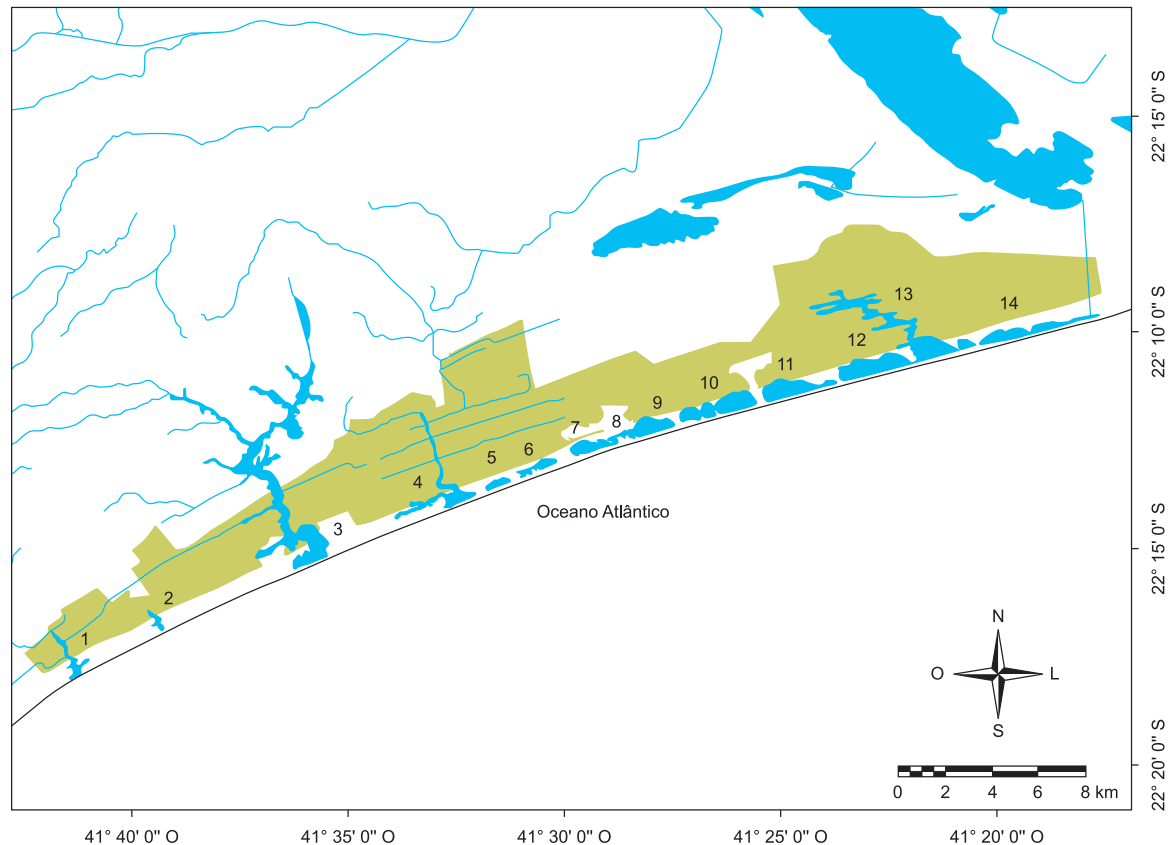 22° 15' 0" S
13
22° 10' 0" S
14
12
11
10
9
8
7
6
5
4
Oceano Atlântico
3
22° 15' 0" S
2
1
N
O
L
S
22° 20' 0" S
0 2 4 6 8 km
41° 40' 0" O 41° 35' 0" O 41° 30' 0" O 41° 25' 0" O 41° 20' 0" O